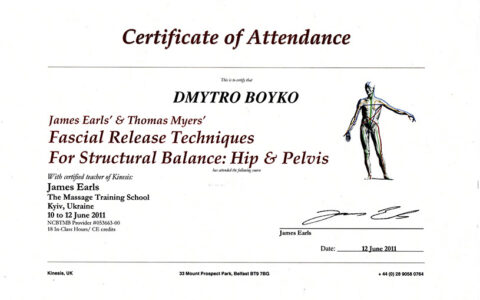 Certificate of Attendance
This is to certify that
DMYTRO BOYKO
James Earls' & Thomas Myers'
Fascial Release Techniques
For Structural Balance: Hip & Pelvis
has attended the following course
With certified teacher of Kinesis:
James Earls
The Massage Training School
Kyiv, Ukraine
10 to 12 June 2011
NCBTMB Provider #053663-00
18 In-Class Hours/ CE credits
James Earls
James Earls
Date: 12 June 2011
Kinesis, UK
33 Mount Prospect Park, Belfast BT9 7BG
+ 44 (0) 28 9058 0764